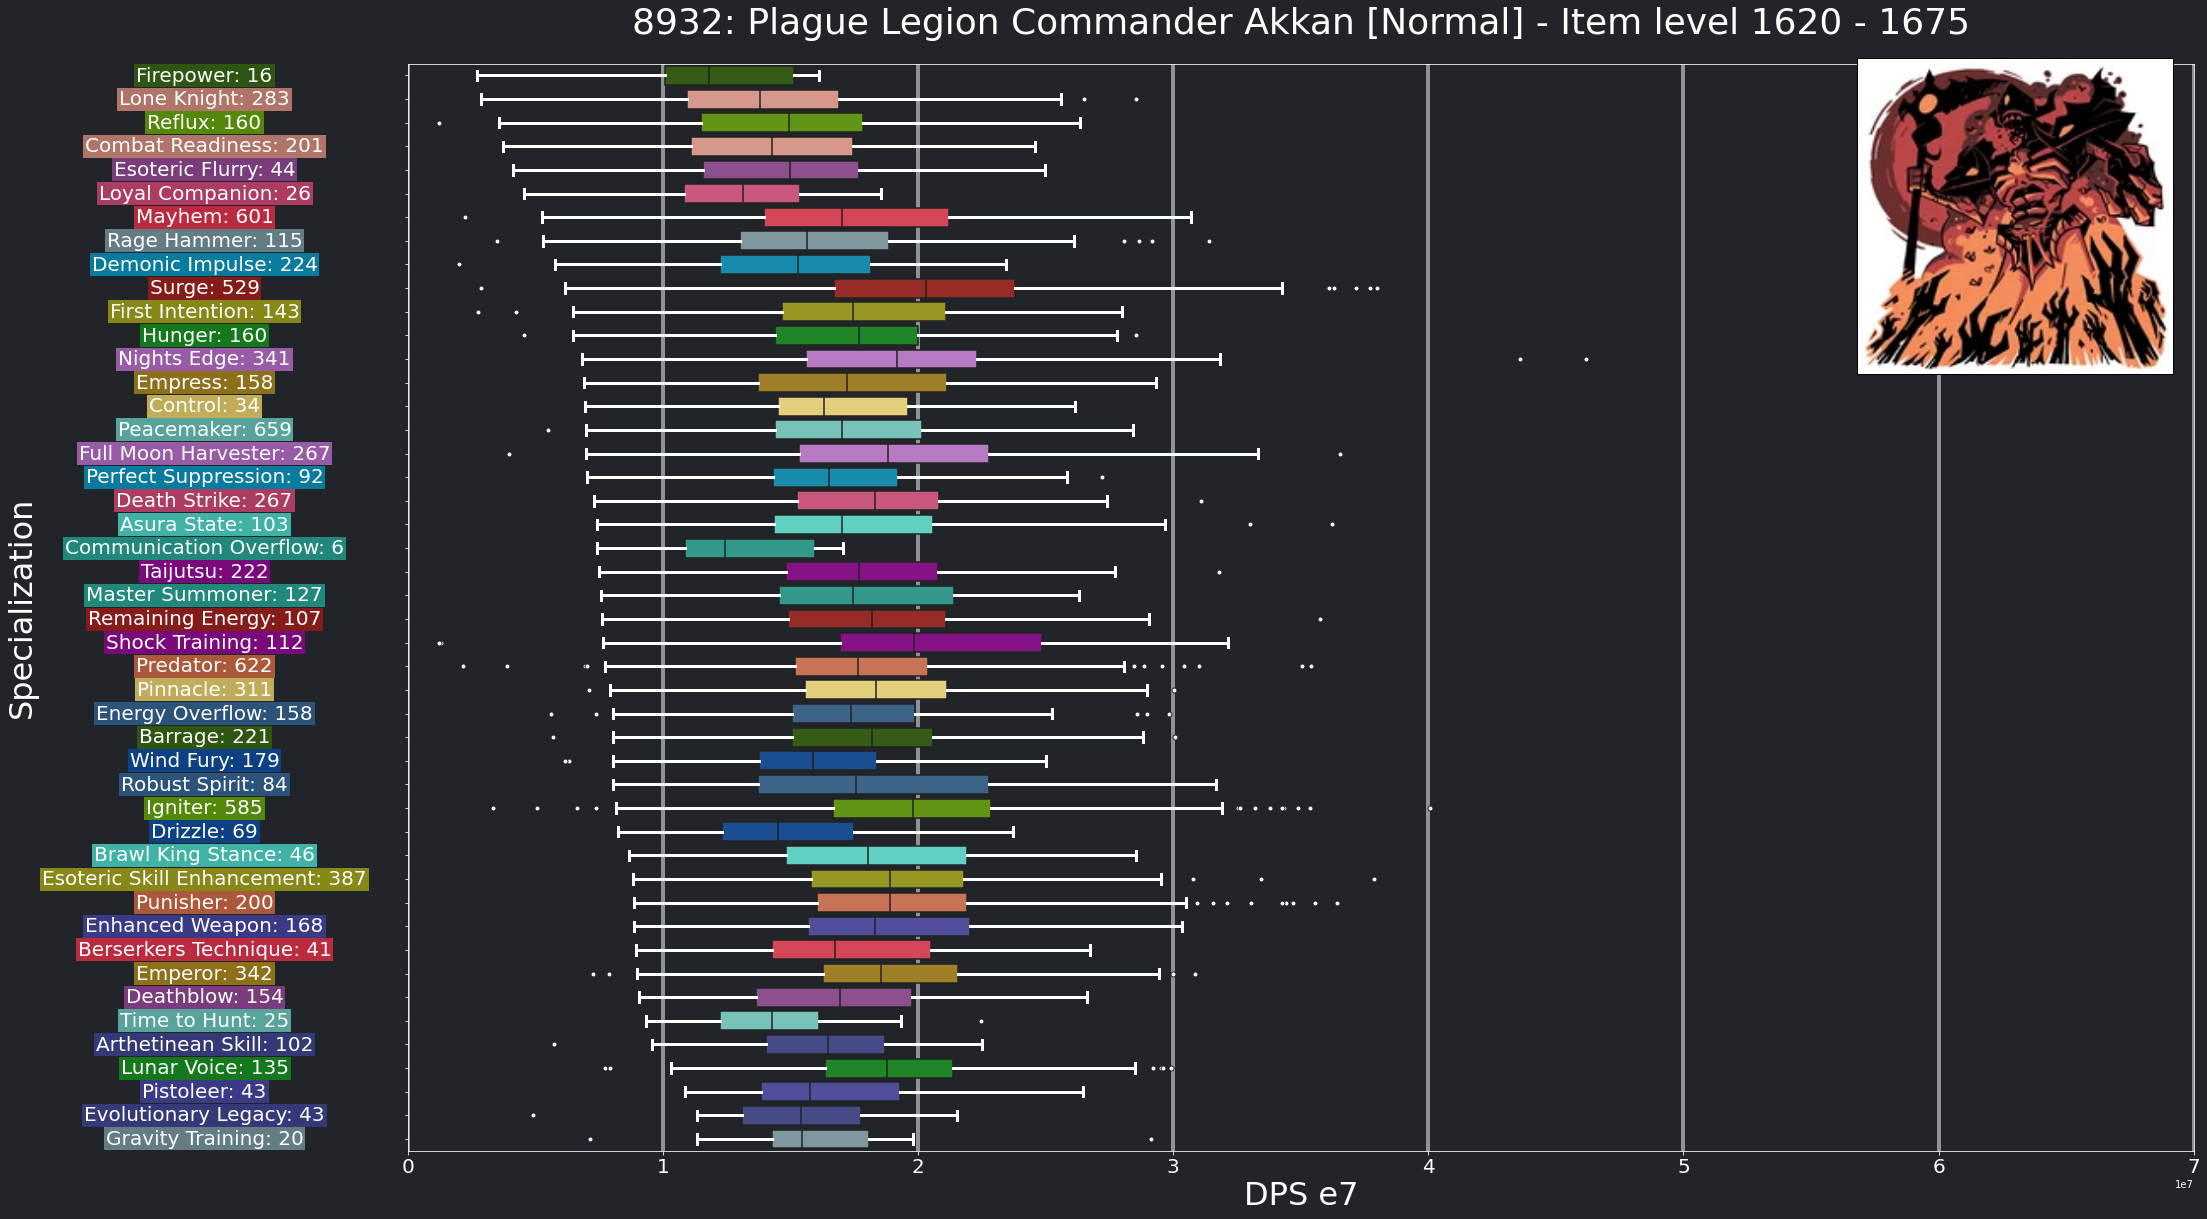 8932: Plague Legion Commander Akkan [Normal] - Item level 1620 - 1675
Specialization
Firepower: 16
Lone Knight: 283
Reflux: 160
Combat Readiness: 201
Esoteric Flurry: 44
Loyal Companion: 26
Mayhem: 601
Rage Hammer: 115
Demonic Impulse: 224
Surge: 529
First Intention: 143
Hunger: 160
Nights Edge: 341
Empress: 158
Control: 34
Peacemaker: 659
Full Moon Harvester: 267
Perfect Suppression: 92
Death Strike: 267
Asura State: 103
Communication Overflow: 6
Taijutsu: 222
Master Summoner: 127
Remaining Energy: 107
Shock Training: 112
Predator: 622
Pinnacle: 311
Energy Overflow: 158
Barrage: 221
Wind Fury: 179
Robust Spirit: 84
Igniter: 585
Drizzle: 69
Brawl King Stance: 46
Esoteric Skill Enhancement: 387
Punisher: 200
Enhanced Weapon: 168
Berserkers Technique: 41
Emperor: 342
Deathblow: 154
Time to Hunt: 25
Arthetinean Skill: 102
Lunar Voice: 135
Pistoleer: 43
Evolutionary Legacy: 43
Gravity Training: 20
0 1 2 3 4 5 6 7
1e7
DPS e7